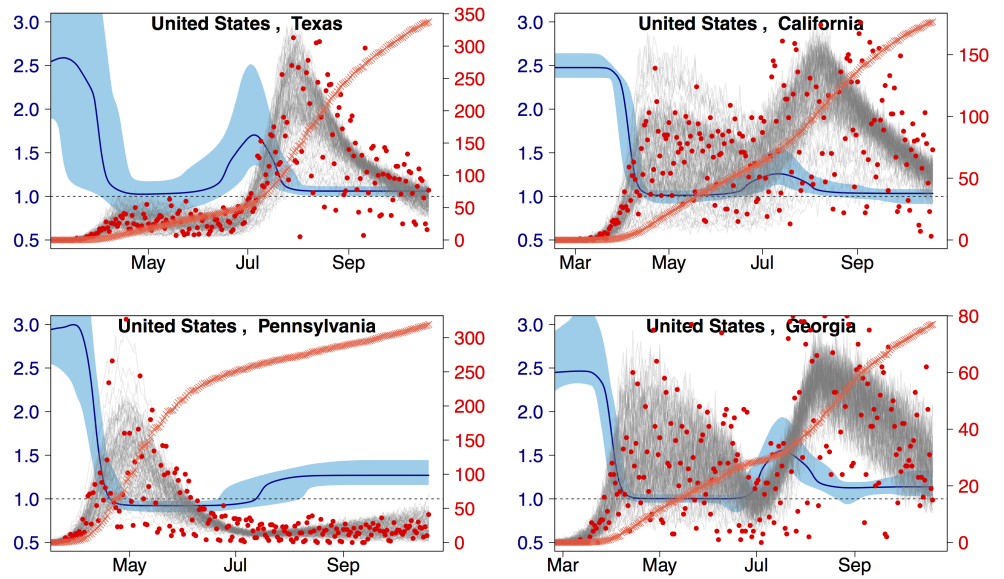 United States , Texas
3.0
2.5
2.0
1.5
1.0
0.5
350
300
250
200
150
100
50
0
May
Jul
Sep
United States , California
3.0
2.5
2.0
1.5
1.0
0.5
150
100
50
0
Mar
May
Jul
Sep
United States , Pennsylvania
3.0
2.5
2.0
1.5
1.0
0.5
300
250
200
150
100
50
0
May
Jul
Sep
United States , Georgia
3.0
2.5
2.0
1.5
1.0
0.5
80
60
40
20
0
Mar
May
Jul
Sep